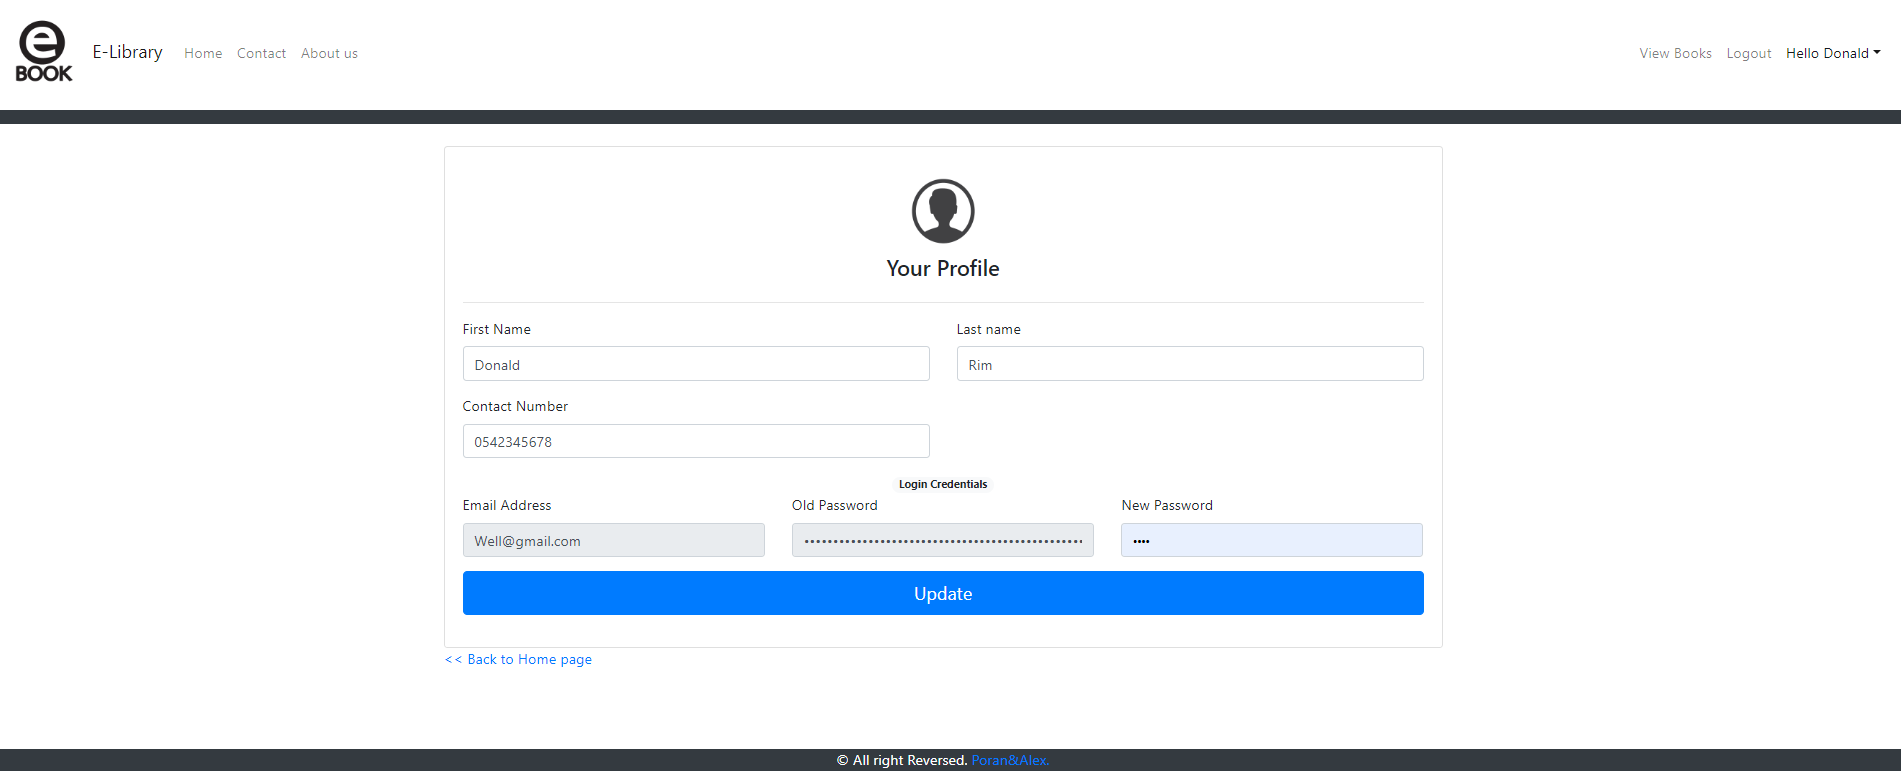 e
BOOK
E-Library Home Contact About us View Books Logout Hello Donald
Your Profile
First Name Last name
Donald Rim
Contact Number
0542345678
Login Credentials
Email Address Old Password New Password
Well@gmail.com •••••••••••••••••••••••••••••••••••••••••••••••• ••••
Update
<< Back to Home page
© All right Reversed. Poran&Alex.